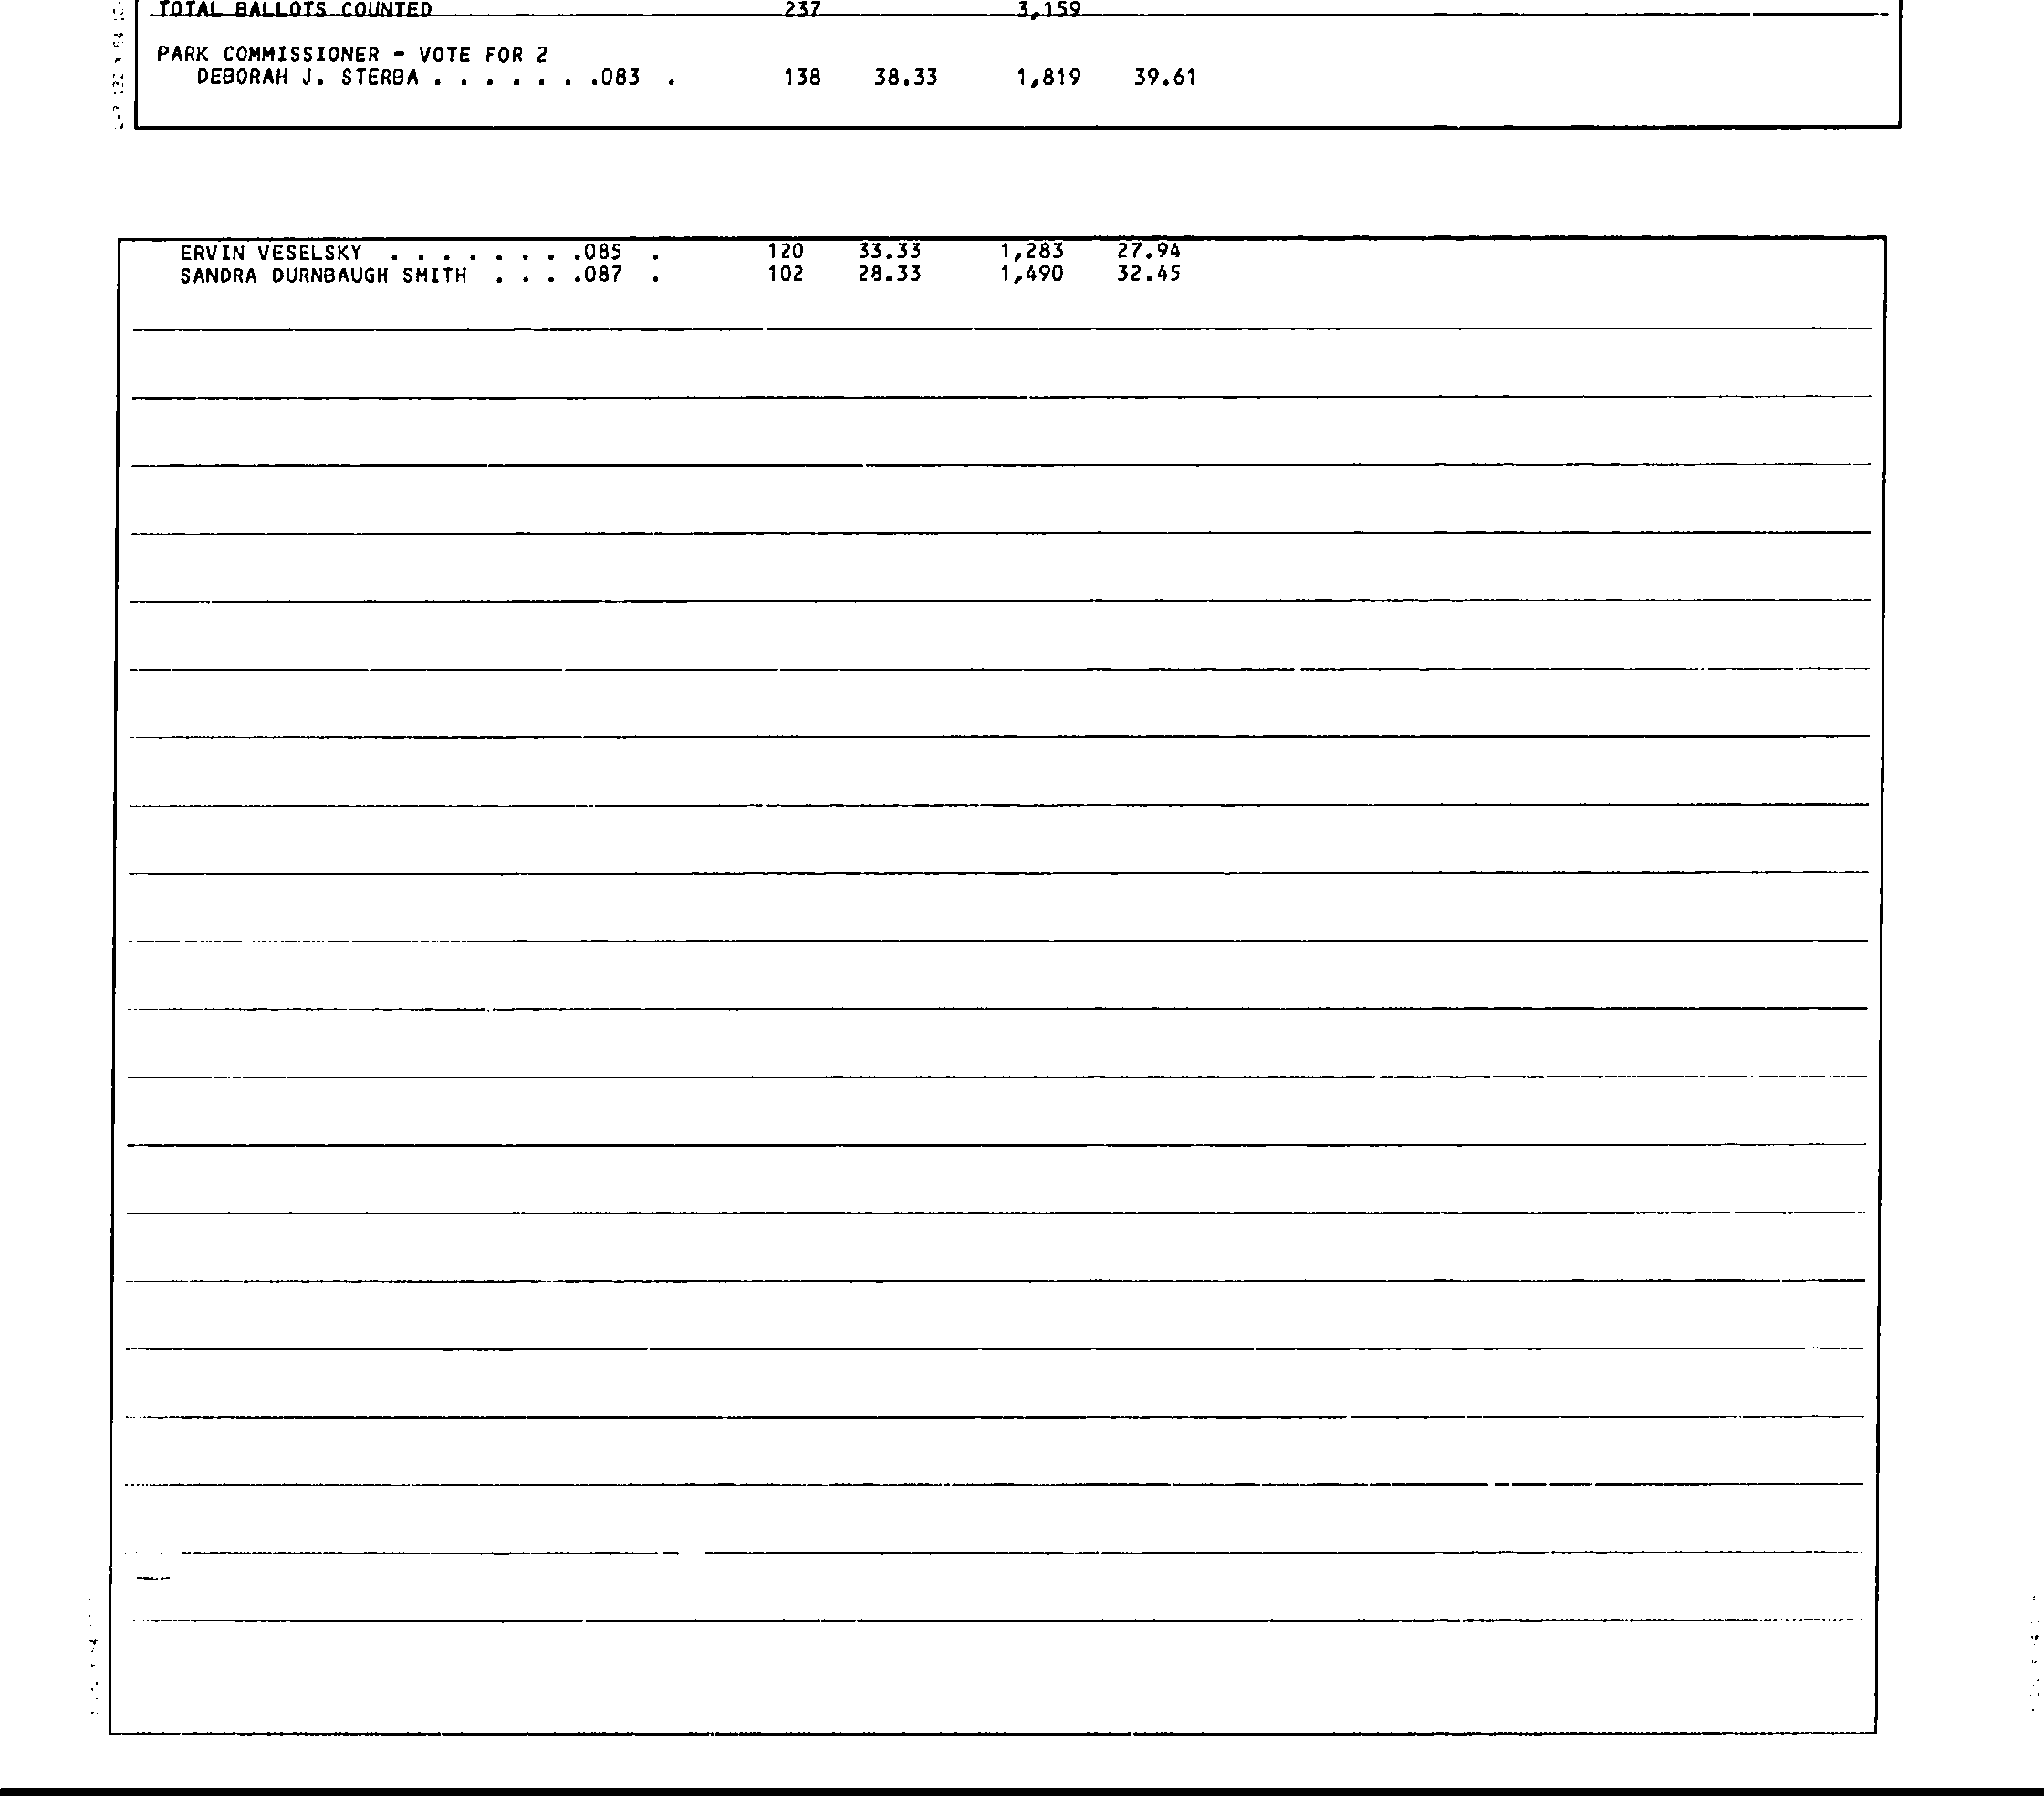 TOTAL BALLOTS COUNTED 237 3,159
PARK COMMISSIONER - VOTE FOR 2
DEBORAH J. STERBA . . . . . . .083 . 138 38.33 1,819 39.61
ERVIN VESELSKY . . . . . . . .085 . 120 33.33 1,283 27.94
SANDRA DURNBAUGH SMITH . . . .087 . 102 28.33 1,490 32.45